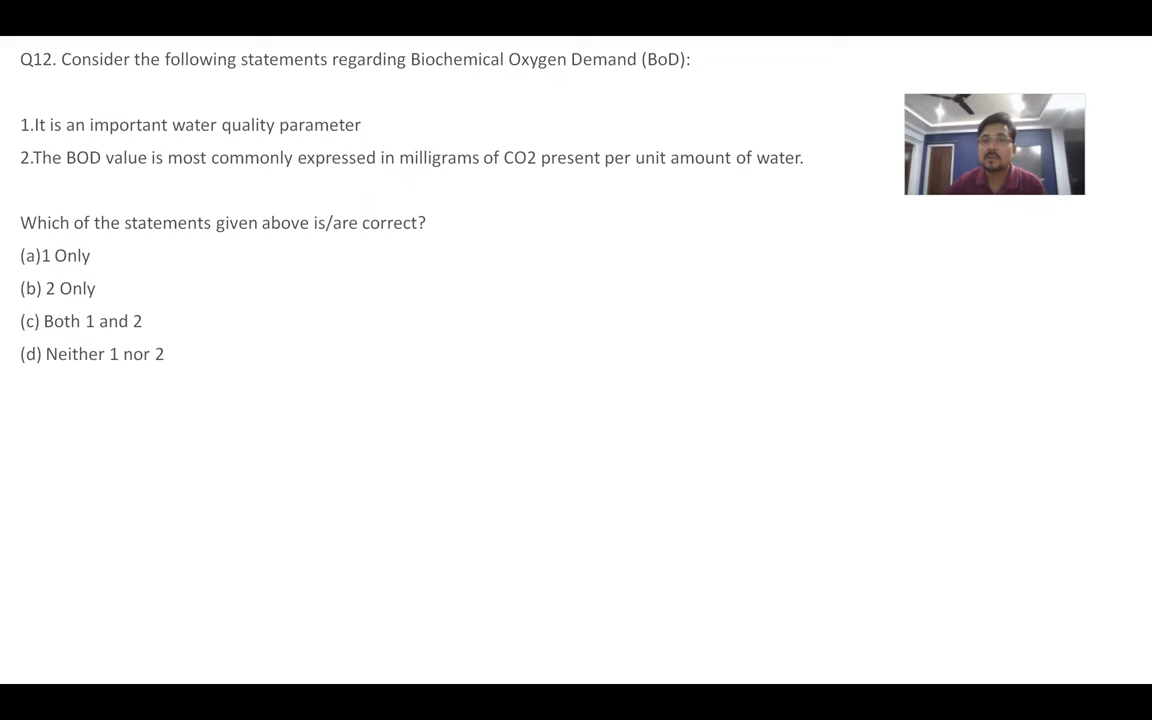 Q12. Consider the following statements regarding Biochemical Oxygen Demand (BoD):
1.It is an important water quality parameter
2.The BOD value is most commonly expressed in milligrams of CO2 present per unit amount of water.
Which of the statements given above is/are correct?
(a)1 Only
(b) 2 Only
(c) Both 1 and 2
(d) Neither 1 nor 2